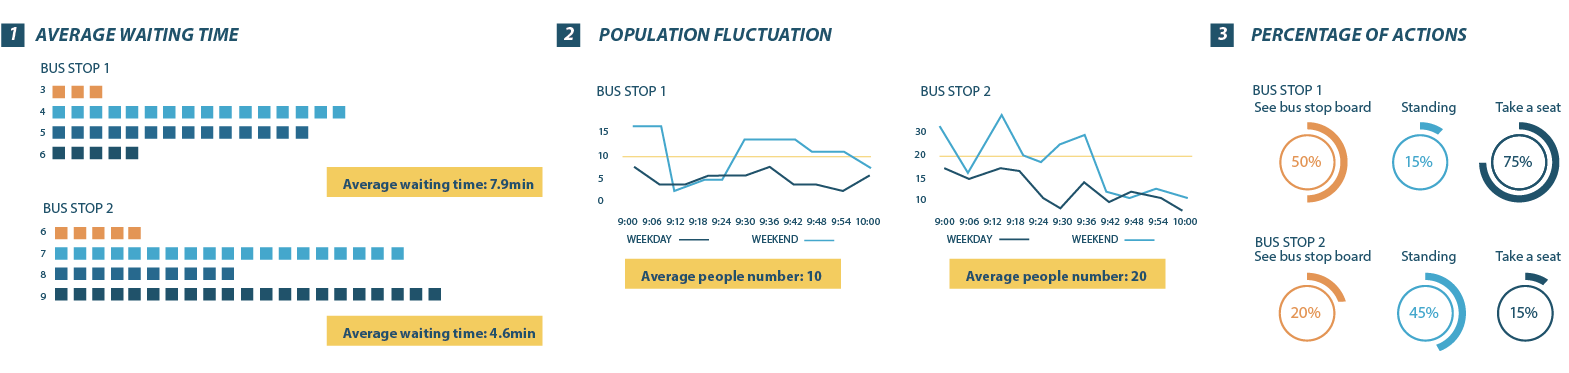 1 AVERAGE WAITING TIME
BUS STOP 1
3
4
5
6
Average waiting time: 7.9min
BUS STOP 2
6
7
8
9
Average waiting time: 4.6min
2 POPULATION FLUCTUATION
BUS STOP 1
15
10
5
0
9:00 9:06 9:12 9:18 9:24 9:30 9:36 9:42 9:48 9:54 10:00
WEEKDAY WEEKEND
Average people number: 10
BUS STOP 2
30
20
15
10
9:00 9:06 9:12 9:18 9:24 9:30 9:36 9:42 9:48 9:54 10:00
WEEKDAY WEEKEND
Average people number: 20
3 PERCENTAGE OF ACTIONS
BUS STOP 1
See bus stop board Standing Take a seat
50% 15% 75%
BUS STOP 2
See bus stop board Standing Take a seat
20% 45% 15%